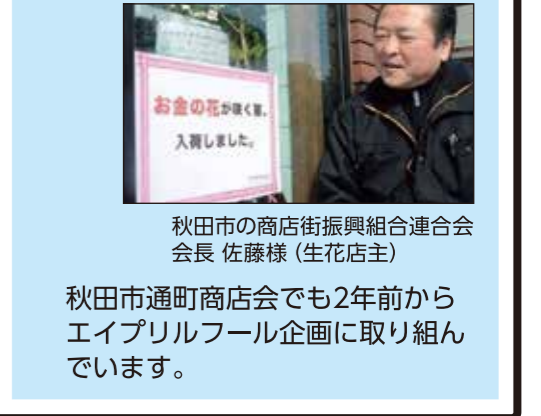 お金の花が咲く苗、
入荷しました。
秋田市の商店街振興組合連合会
会長 佐藤様（生花店主）
秋田市通町商店会でも2年前から
エイプリルフール企画に取り組ん
でいます。